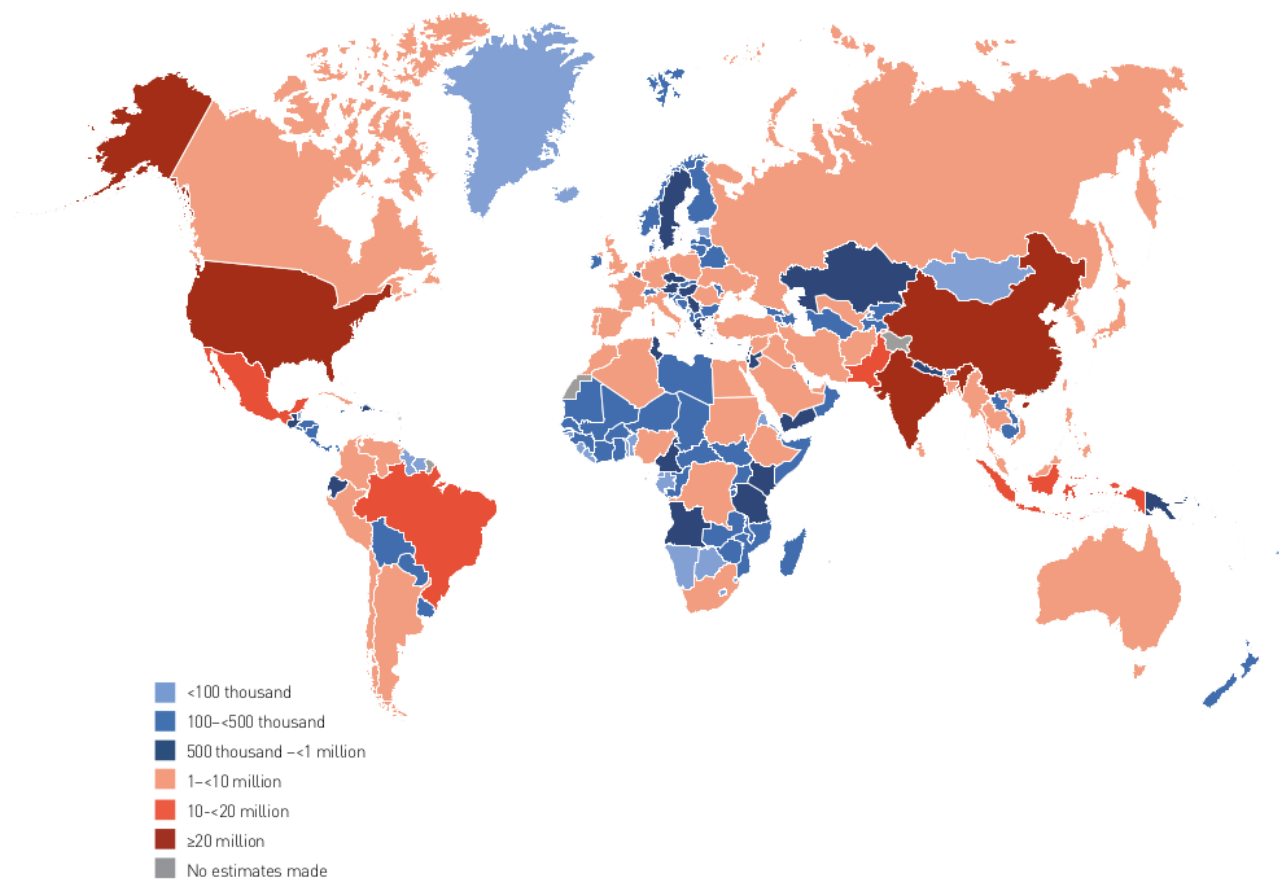 <100 thousand
100–<500 thousand
500 thousand –<1 million
1–<10 million
10-<20 million
≥20 million
No estimates made